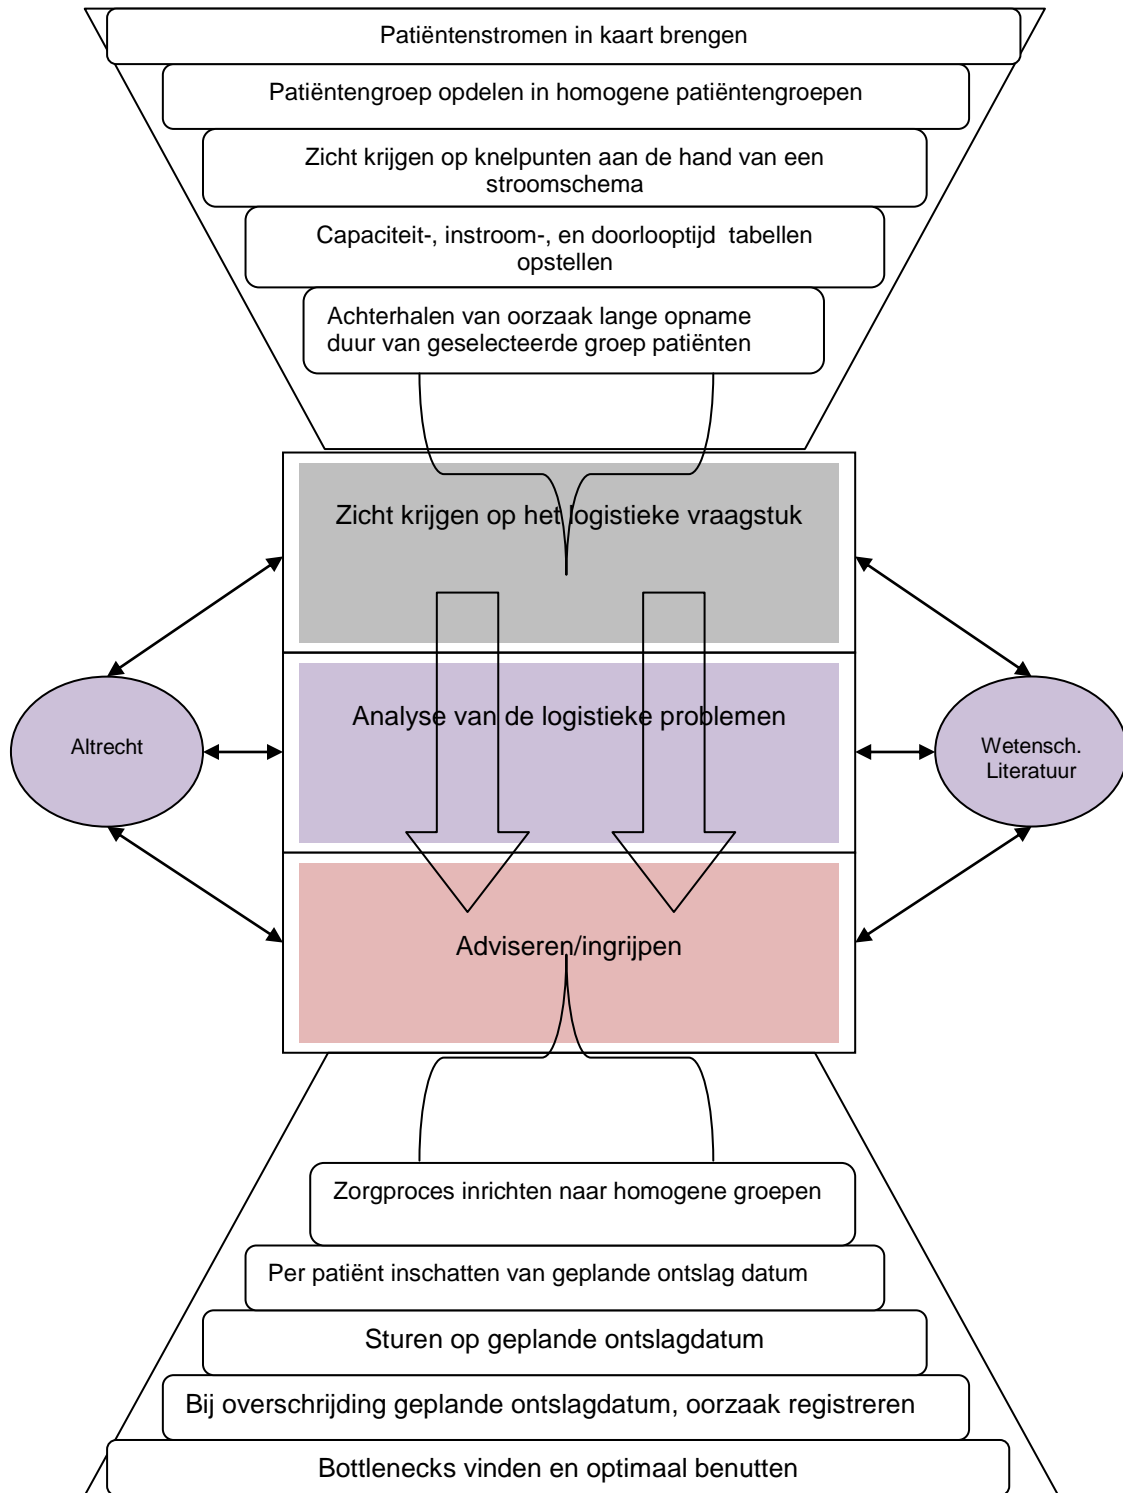 Patiëntenstromen in kaart brengen
Patiëntengroep opdelen in homogene patiëntengroepen
Zicht krijgen op knelpunten aan de hand van een
stroomschema
Capaciteit-, instroom-, en doorlooptijd tabellen
opstellen
Achterhalen van oorzaak lange opname
duur van geselecteerde groep patiënten
Zicht krijgen op het logistieke vraagstuk
Analyse van de logistieke problemen
Altrecht
Wetensch.
Literatuur
Adviseren/ingrijpen
Zorgproces inrichten naar homogene groepen
Per patiënt inschatten van geplande ontslag datum
Sturen op geplande ontslagdatum
Bij overschrijding geplande ontslagdatum, oorzaak registreren
Bottlenecks vinden en optimaal benutten